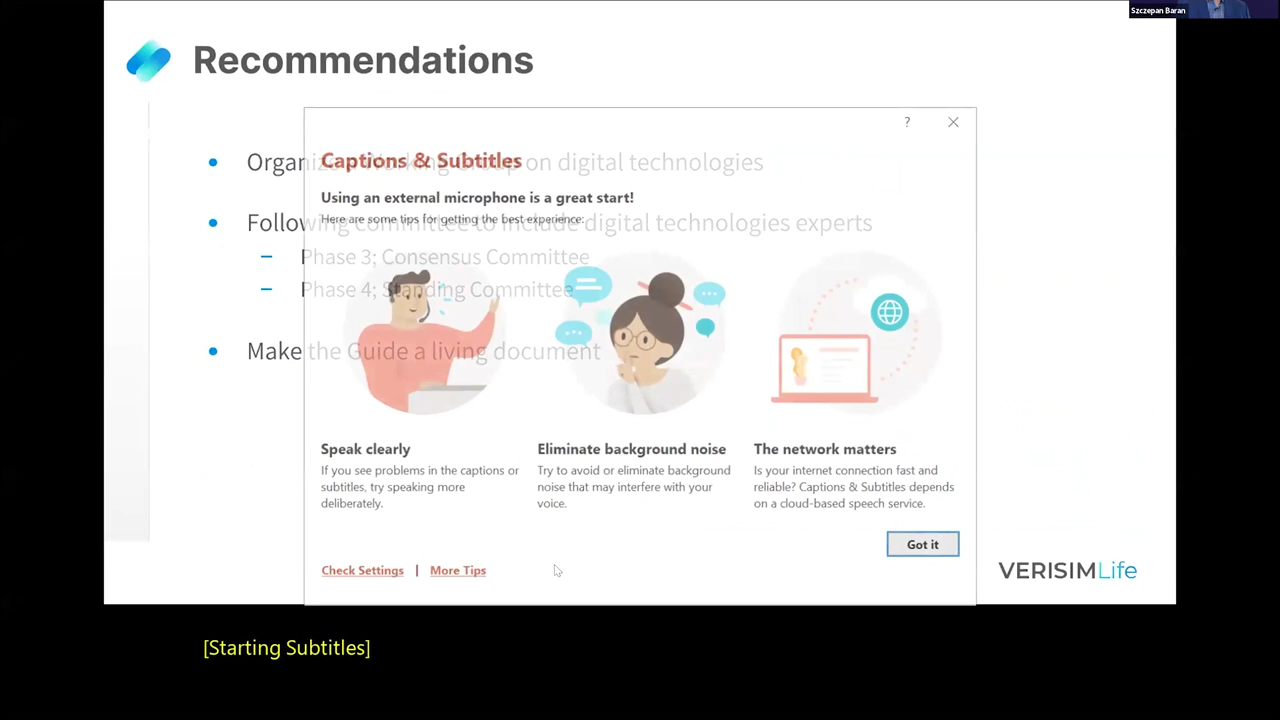 Szczepan Baran
Recommendations
? ×
Captions & Subtitles
Organize Working Group on digital technologies
Using an external microphone is a great start!
Here are some tips for getting the best experience:
Following committee to include digital technologies experts
– Phase 3; Consensus Committee
– Phase 4; Standing Committee
Make the Guide a living document
Speak clearly
If you see problems in the captions or
subtitles, try speaking more
deliberately.
Eliminate background noise
Try to avoid or eliminate background
noise that may interfere with your
voice.
The network matters
Is your internet connection fast and
reliable? Captions & Subtitles depends
on a cloud-based speech service.
Got it
Check Settings | More Tips
VERISIMLife
[Starting Subtitles]